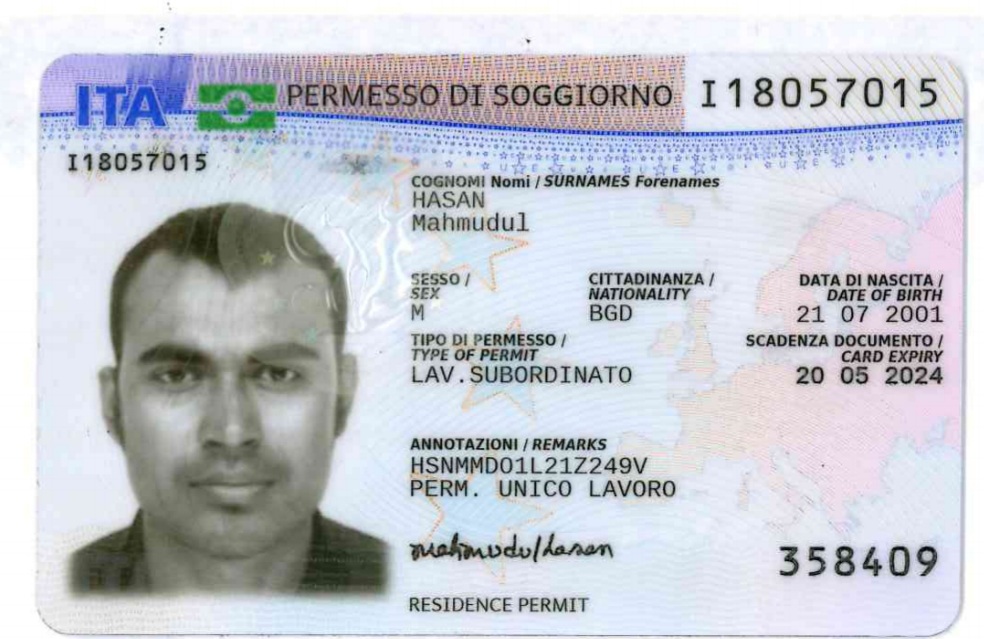 ITA PERMESSO DI SOGGIORNO I18057015
I18057015
COGNOMI Nomi / SURNAMES Forenames
HASAN
Mahmudul
SESSO / SEX
M
CITTADINANZA / NATIONALITY
BGD
DATA DI NASCITA / DATE OF BIRTH
21 07 2001
TIPO DI PERMESSO / TYPE OF PERMIT
LAV.SUBORDINATO
SCADENZA DOCUMENTO / CARD EXPIRY
20 05 2024
ANNOTAZIONI / REMARKS
HSNMMD01L21Z249V
PERM. UNICO LAVORO
mahmudul hasan
358409
RESIDENCE PERMIT